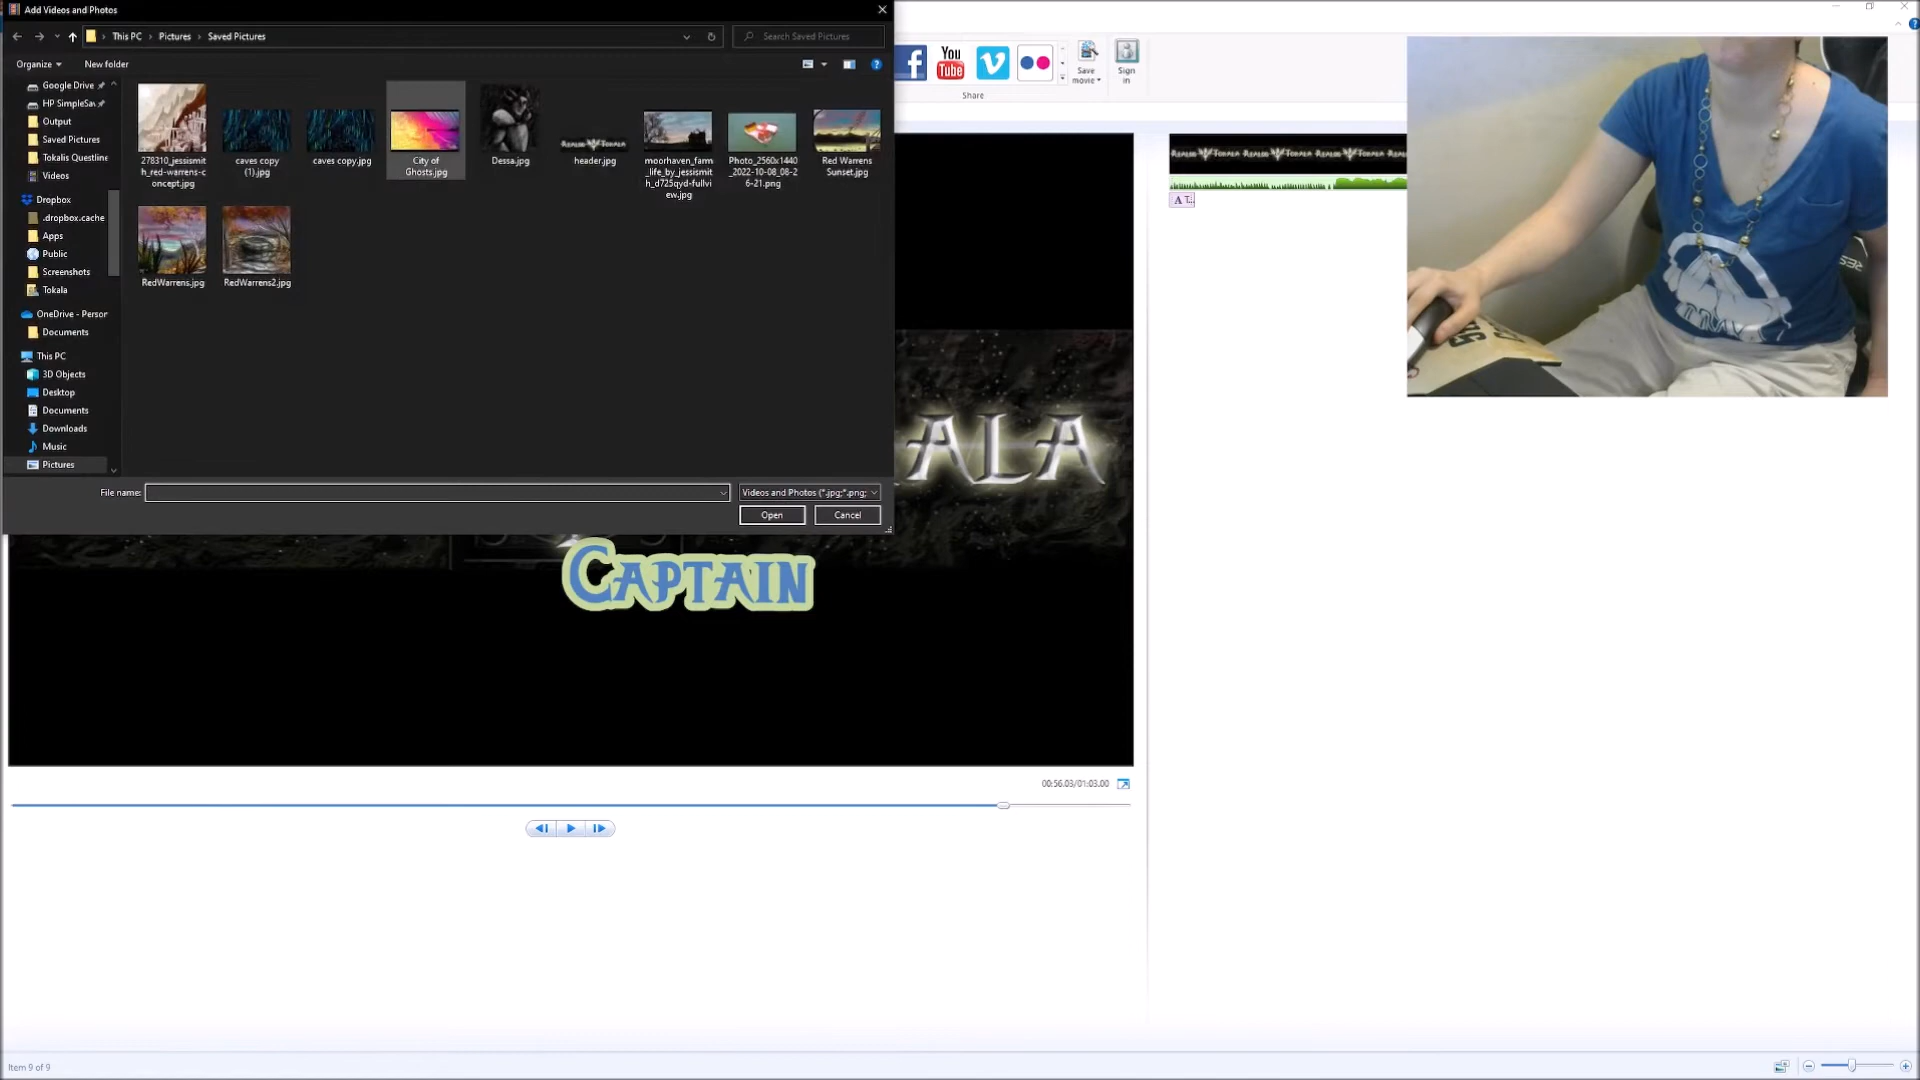 Add Videos and Photos
This PC
Pictures
Saved Pictures
Search Saved Pictures
Organize
New folder
You
Tube
Save
movie
Sign
in
Share
Google Drive
HP SimpleSav
Output
Saved Pictures
Tokalis Questline
Videos
Dropbox
.dropbox.cache
Apps
Public
Screenshots
Tokala
OneDrive - Person
Documents
This PC
3D Objects
Desktop
Documents
Downloads
Music
Pictures
278310_jessismit
h_red-warrens-c
oncept.jpg
caves copy
(1).jpg
caves copy.jpg
City of
Ghosts.jpg
Dessa.jpg
header.jpg
moorhaven_farm
_life_by_jessismit
h_d725qyd-fullvi
ew.jpg
Photo_2560x1440
_2022-10-08_08-2
6-21.png
Red Warrens
Sunset.jpg
RedWarrens.jpg
RedWarrens2.jpg
File name:
Videos and Photos (*.jpg;*.png;
Open
Cancel
ALA
CAPTAIN
00:56.03/01:03.00
A T...
Item 9 of 9